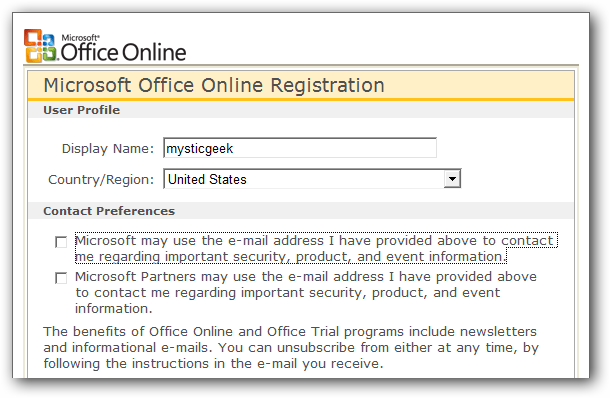 Microsoft®
Office Online
Microsoft Office Online Registration
User Profile
Display Name: mysticgeek
Country/Region: United States
Contact Preferences
Microsoft may use the e-mail address I have provided above to contact
me regarding important security, product, and event information.
Microsoft Partners may use the e-mail address I have provided above
to contact me regarding important security, product, and event
information.
The benefits of Office Online and Office Trial programs include newsletters
and informational e-mails. You can unsubscribe from either at any time, by
following the instructions in the e-mail you receive.